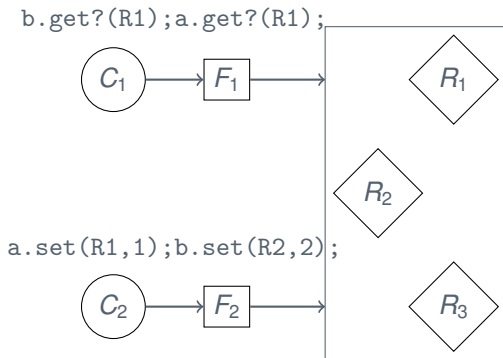 b.get?(R1);a.get?(R1);
C1 F1 R1
R2
a.set(R1,1);b.set(R2,2);
C2 F2 R3